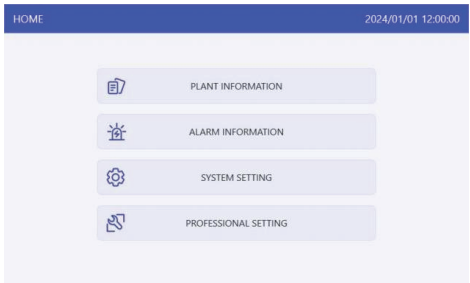 HOME 2024/01/01 12:00:00
PLANT INFORMATION
ALARM INFORMATION
SYSTEM SETTING
PROFESSIONAL SETTING